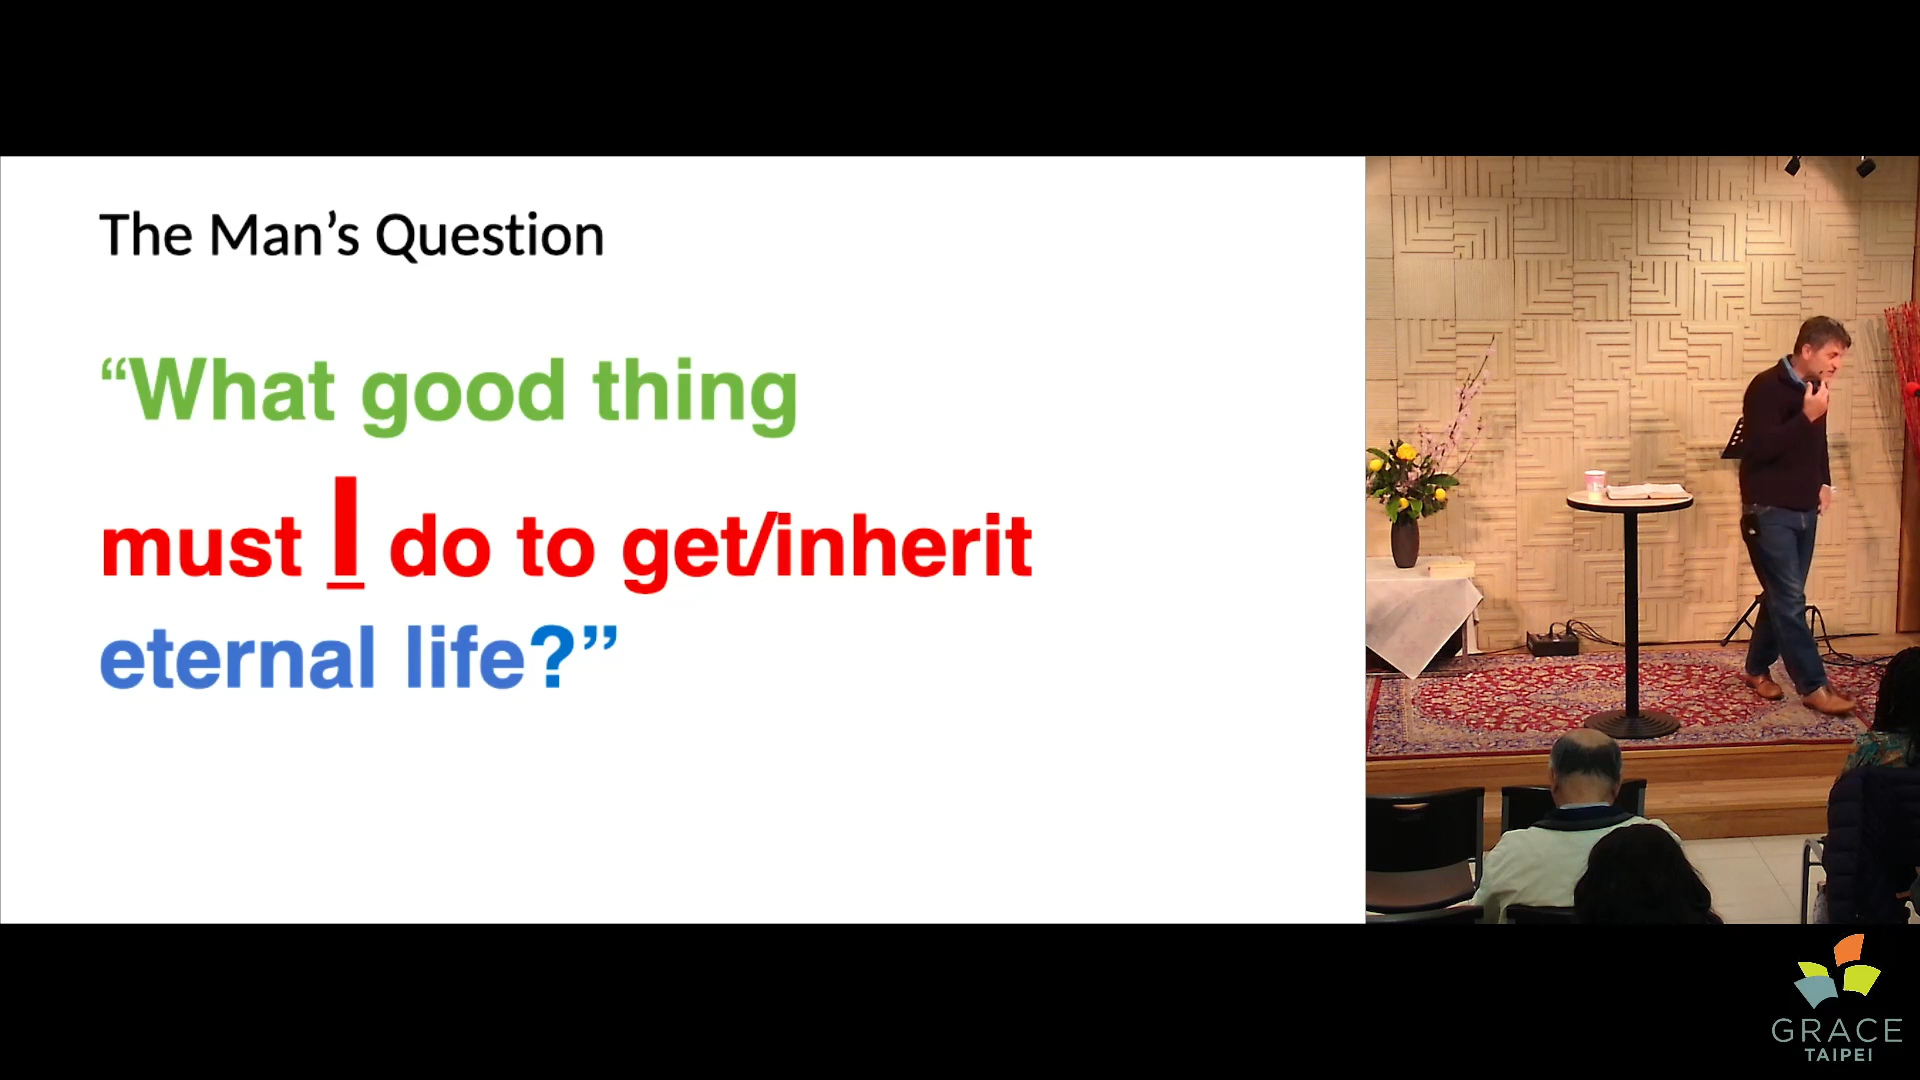 The Man’s Question
“What good thing
must I do to get/inherit
eternal life?”
GRACE
TAIPEI